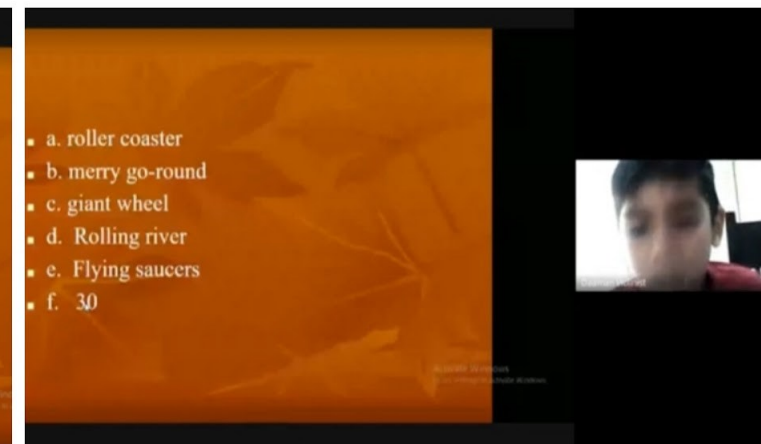 a. roller coaster
b. merry go-round
c. giant wheel
d. Rolling river
e. Flying saucers
f. 30